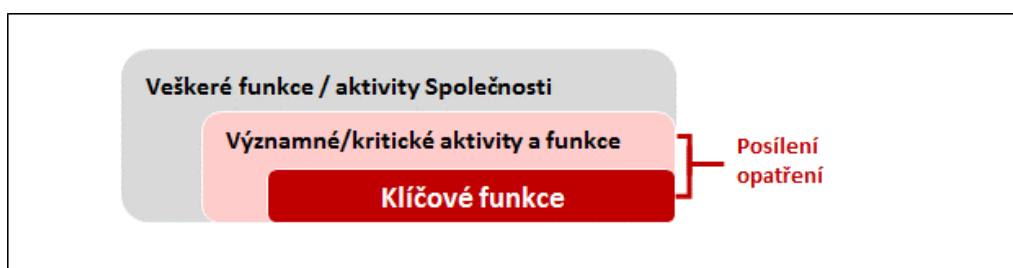 Veškeré funkce / aktivity Společnosti
Významné/kritické aktivity a funkce
Klíčové funkce
Posílení
opatření